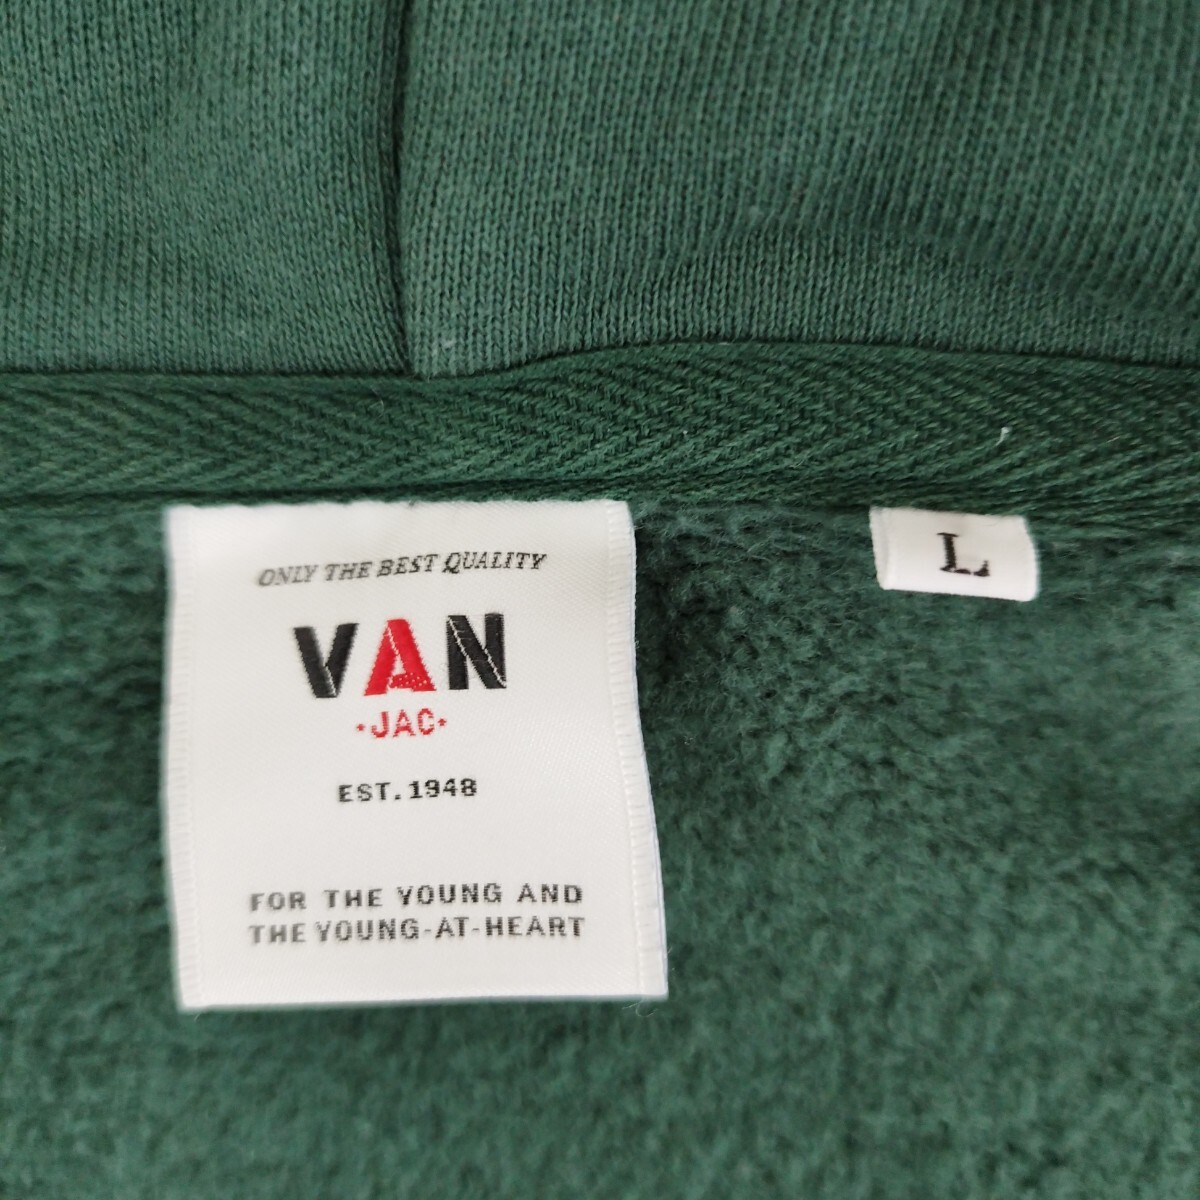 ONLY THE BEST QUALITY
VAN
•JAC•
EST. 1948
FOR THE YOUNG AND
THE YOUNG-AT-HEART
L